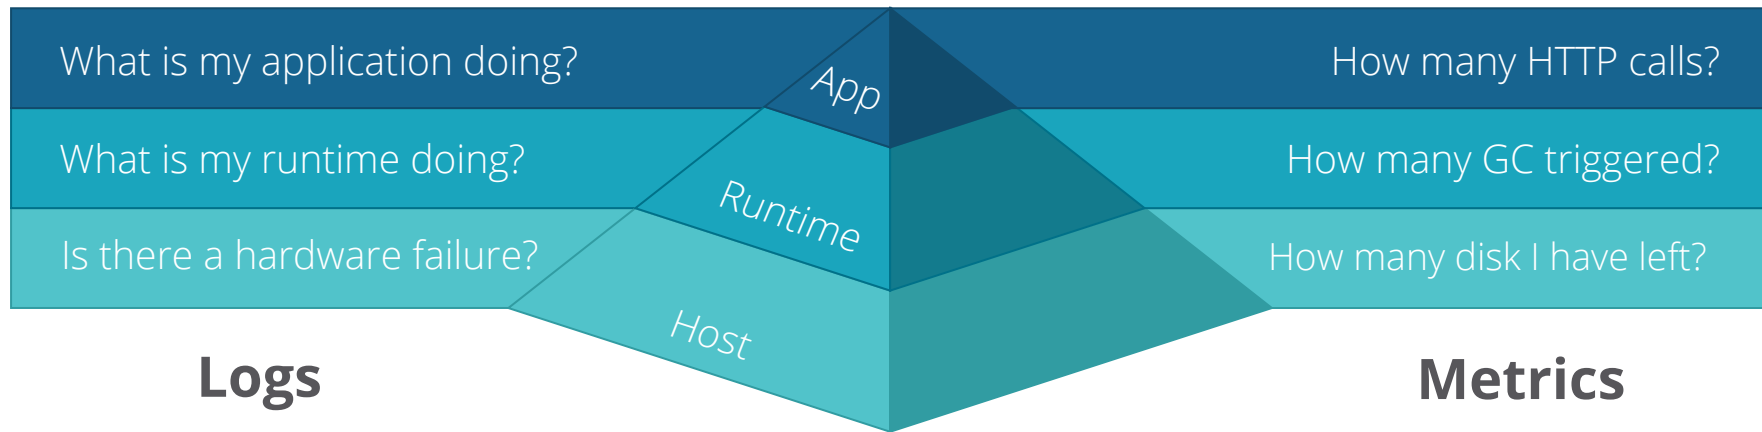 What is my application doing?
App
How many HTTP calls?
What is my runtime doing?
Runtime
How many GC triggered?
Is there a hardware failure?
Host
How many disk I have left?
Logs
Metrics